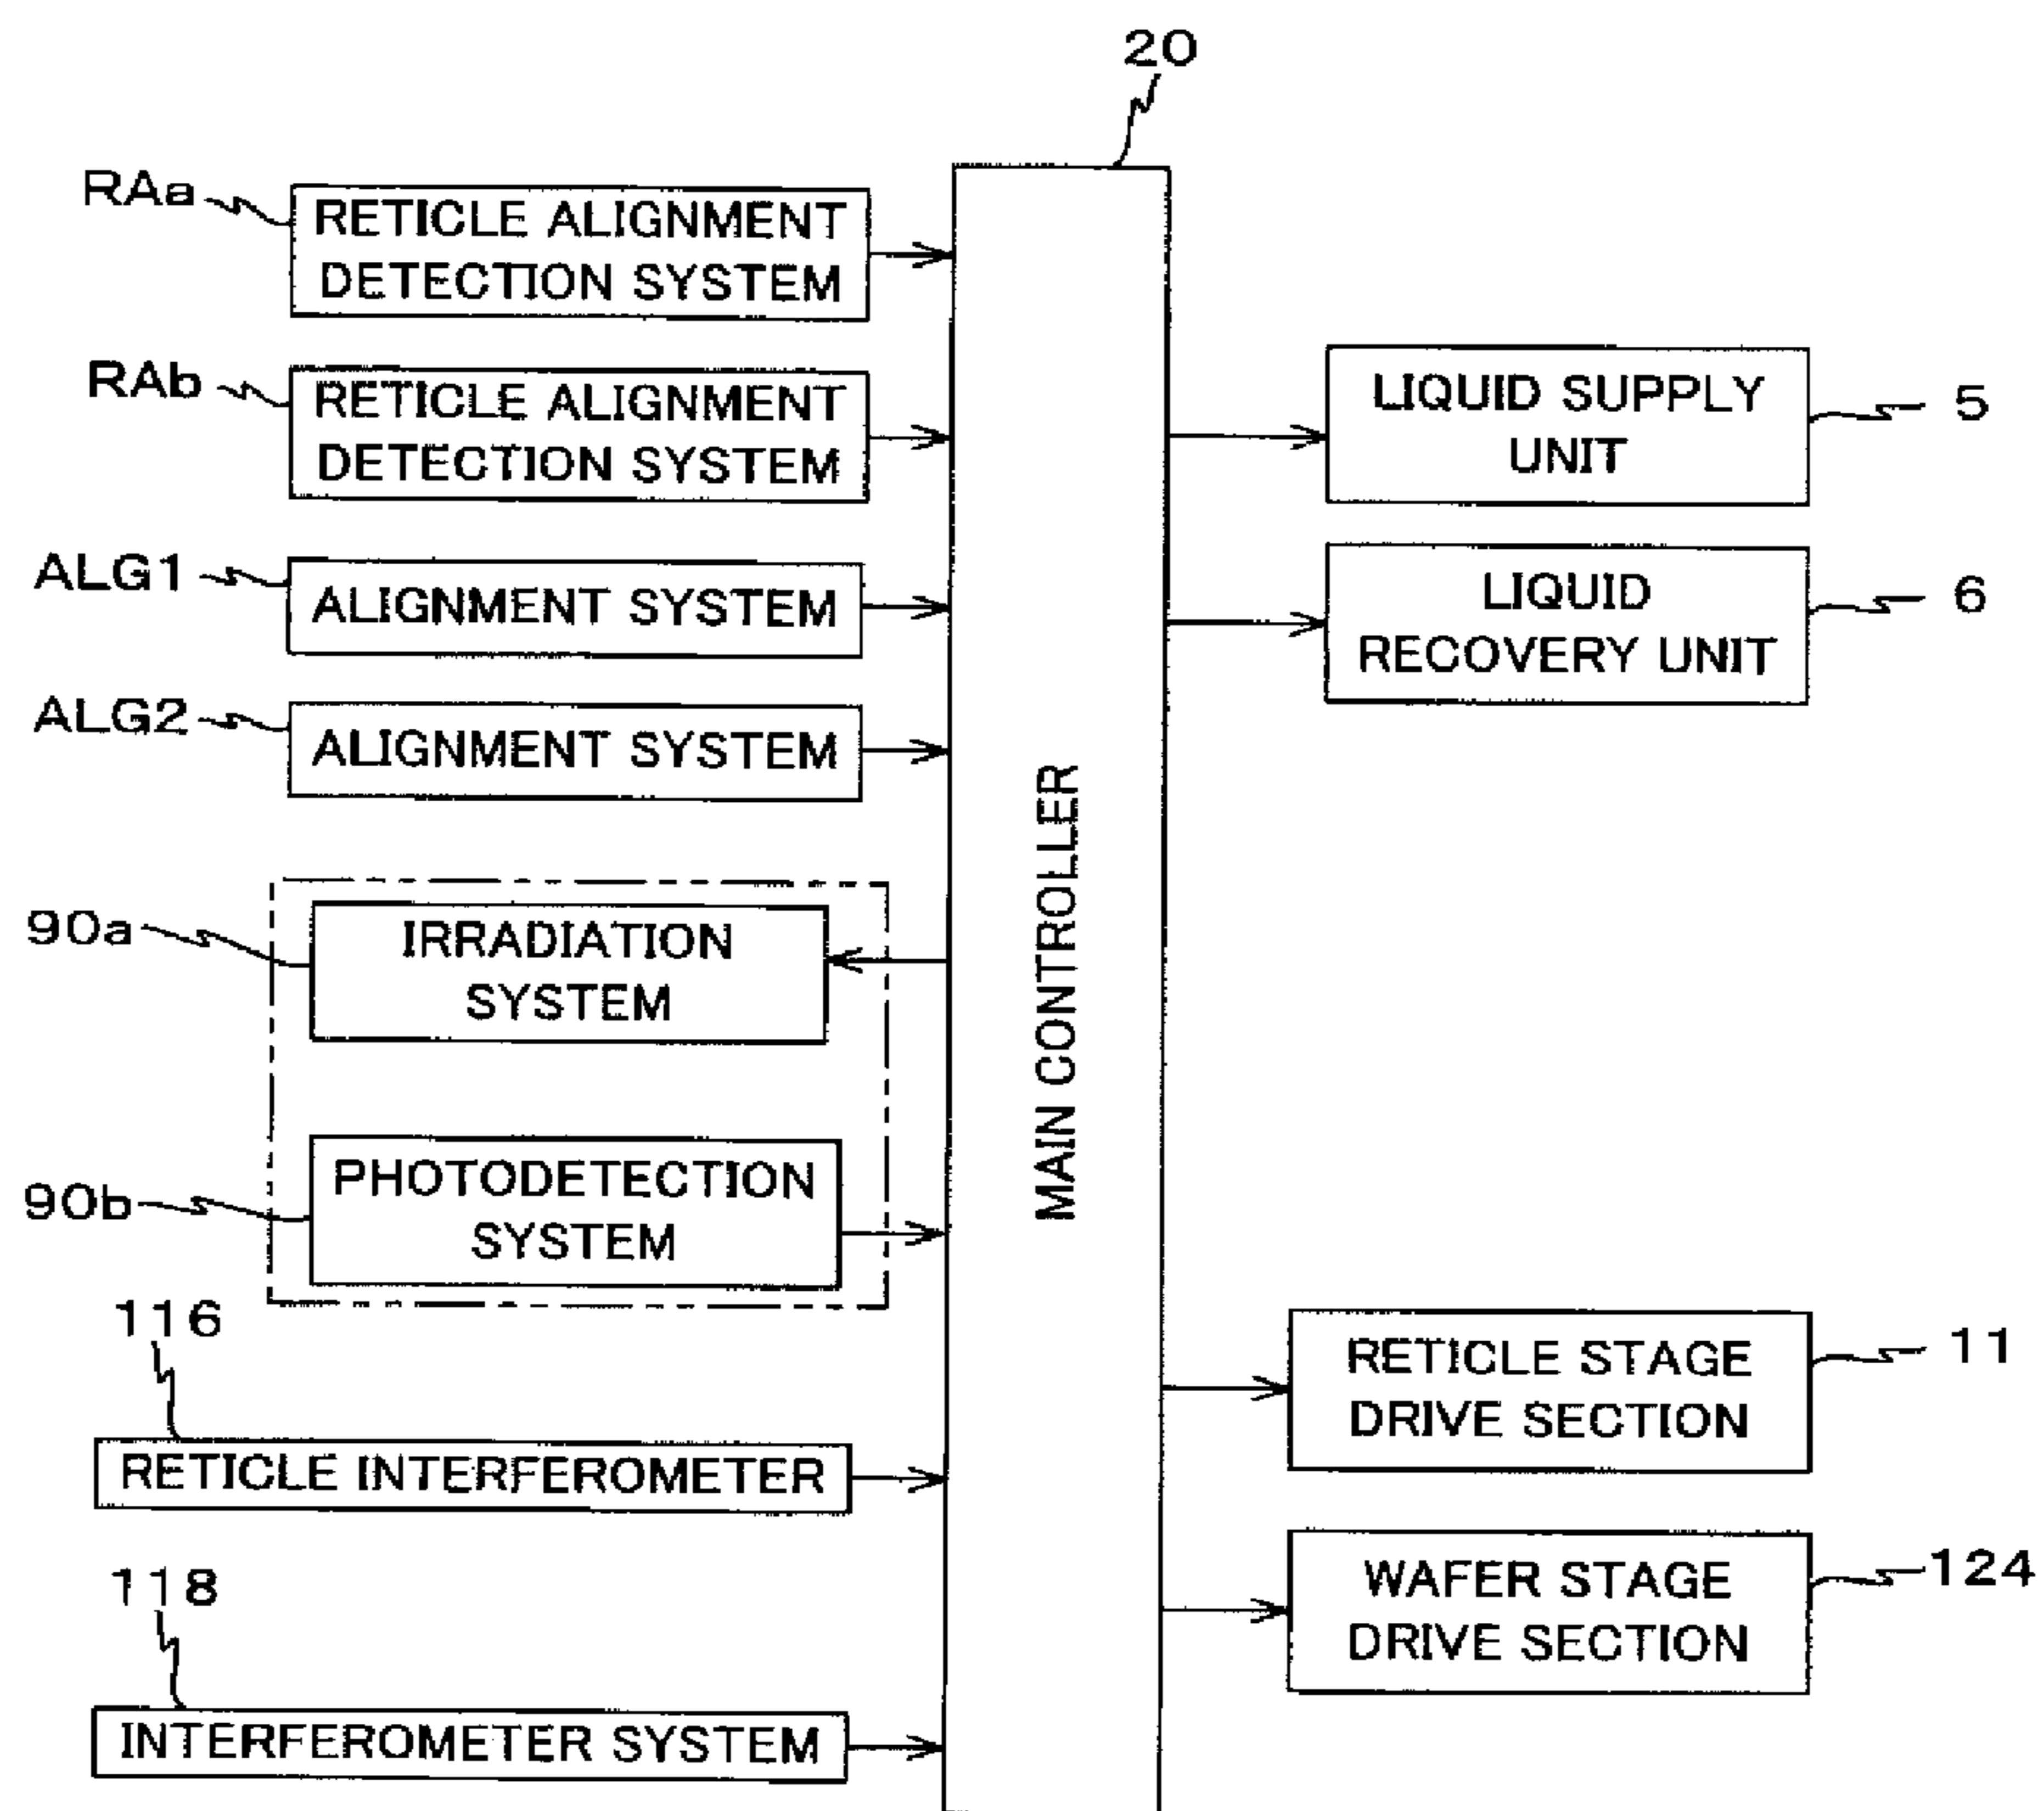 20
RAa
RETICLE ALIGNMENT
DETECTION SYSTEM
RAb
RETICLE ALIGNMENT
DETECTION SYSTEM
ALG1
ALIGNMENT SYSTEM
ALG2
ALIGNMENT SYSTEM
90a
IRRADIATION
SYSTEM
90b
PHOTODETECTION
SYSTEM
116
RETICLE INTERFEROMETER
118
INTERFEROMETER SYSTEM
MAIN CONTROLLER
LIQUID SUPPLY
UNIT
5
LIQUID
RECOVERY UNIT
6
RETICLE STAGE
DRIVE SECTION
11
WAFER STAGE
DRIVE SECTION
124